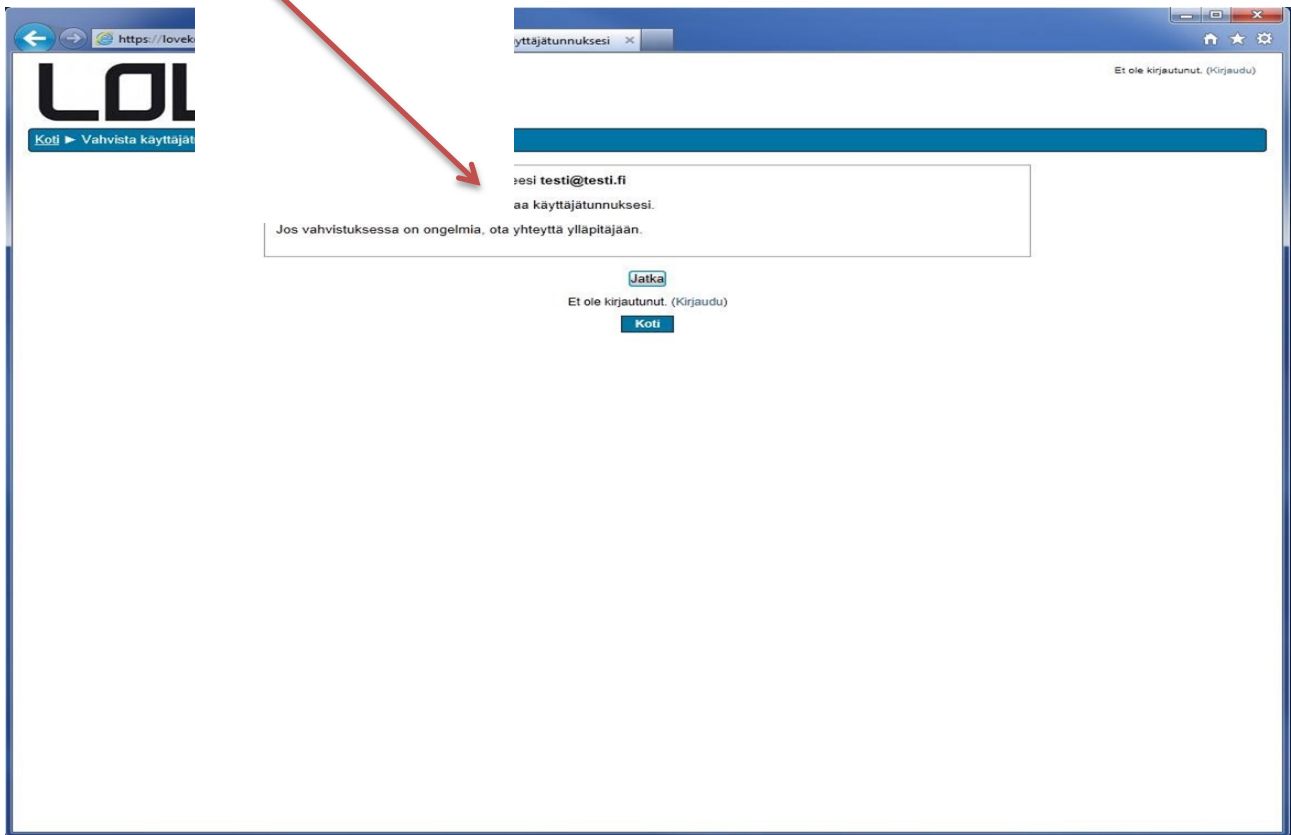 https://lovek
yttäjätunnuksesi
Et ole kirjautunut. (Kirjaudu)
Koti ► Vahvista käyttäjät
eesi testi@testi.fi
aa käyttäjätunnuksesi.
Jos vahvistuksessa on ongelmia, ota yhteyttä ylläpitäjään.
Jatka
Et ole kirjautunut. (Kirjaudu)
Koti